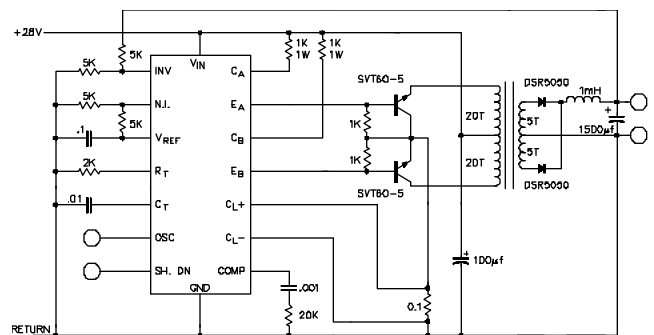 +28V
5K
5K
INV
VIN
CA
1K
1W
1K
1W
SVT60-5
DSR5050
1mH
5K
N.I.
EA
20T
5T
1500µf
.1
5K
VREF
CB
1K
2K
RT
EB
1K
20T
5T
SVT60-5
DSR5050
.01
CT
CL+
OSC
CL-
100µf
SH. DN
COMP
.001
GND
20K
0.1
RETURN